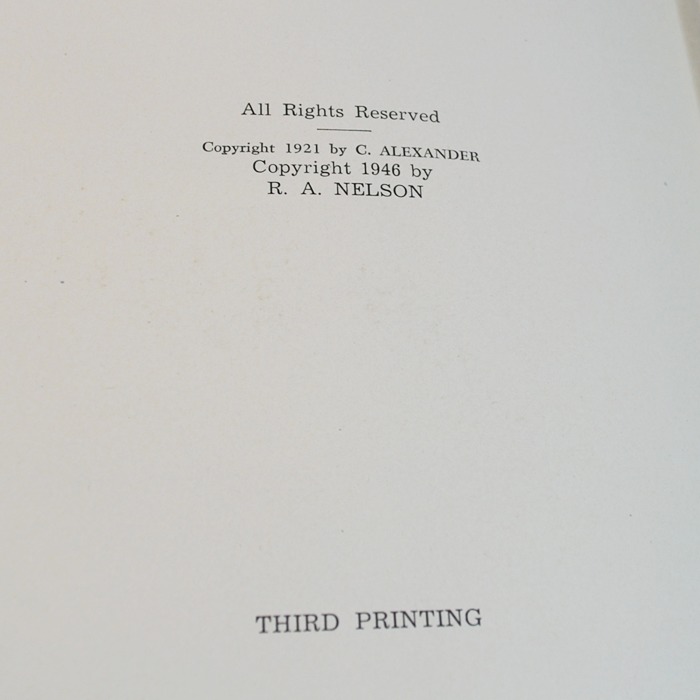 All Rights Reserved
Copyright 1921 by C. ALEXANDER
Copyright 1946 by
R. A. NELSON
THIRD PRINTING